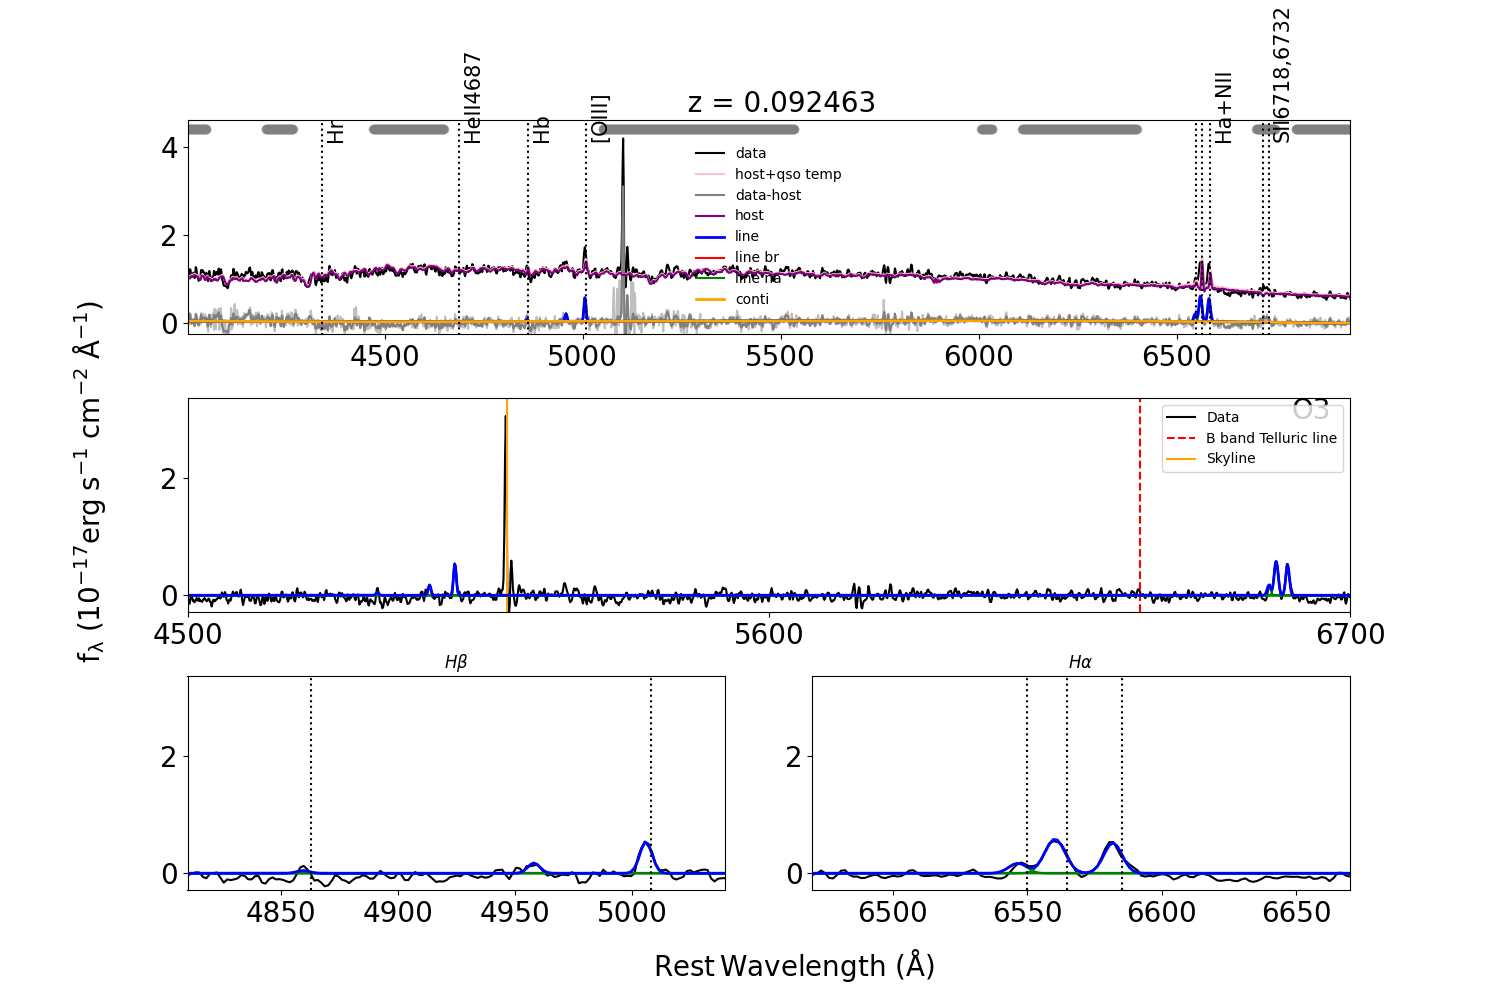 z = 0.092463
Hr
HeII4687
Hb
[OIII]
Ha+NII
SII6718,6732
data
host+qso temp
data-host
host
line
line br
line na
conti
4
2
0
4500 5000 5500 6000 6500
fλ (10⁻¹⁷erg s⁻¹ cm⁻² Å⁻¹)
O3
Data
B band Telluric line
Skyline
2
0
4500 5600 6700
Hβ
2
0
4850 4900 4950 5000
Hα
2
0
6500 6550 6600 6650
Rest Wavelength (Å)